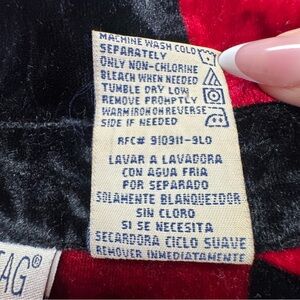 MACHINE WASH COLD
SEPARATELY
ONLY NON-CHLORINE
BLEACH WHEN NEEDED
TUMBLE DRY LOW
REMOVE PROMPTLY
WARM IRON ON REVERSE
SIDE IF NEEDED
RFC# 910911-9L0
LAVAR A LAVADORA
CON AGUA FRIA
POR SEPARADO
SOLAMENTE BLANQUEZDOR
SIN CLORO
SI SE NECESITA
SECARDORA CICLO SUAVE
REMOVER INMEDIATAMENTE
AG®